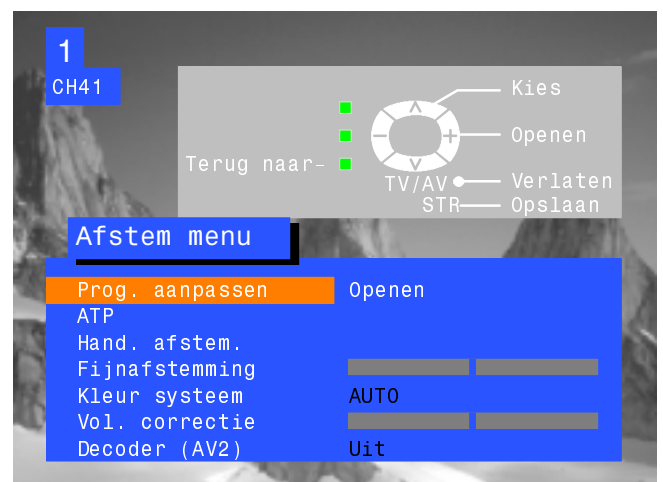 1
CH41
Kies
Openen
Terug naar-
TV/AV Verlaten
STR Opslaan
Afstem menu
Prog. aanpassen Openen
ATP
Hand. afstem.
Fijnafstemming
Kleur systeem AUTO
Vol. correctie
Decoder (AV2) Uit